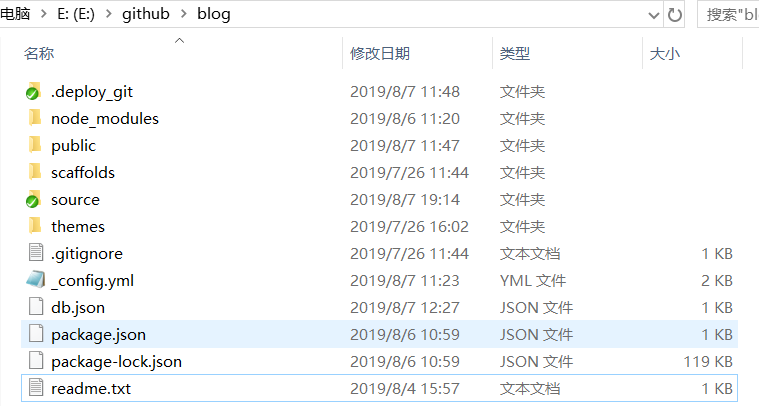 电脑 > E: (E:) > github > blog 搜索"bl
名称 修改日期 类型 大小
.deploy_git 2019/8/7 11:48 文件夹
node_modules 2019/8/6 11:20 文件夹
public 2019/8/7 11:47 文件夹
scaffolds 2019/7/26 11:44 文件夹
source 2019/8/7 19:14 文件夹
themes 2019/7/26 16:02 文件夹
.gitignore 2019/7/26 11:44 文本文档 1 KB
_config.yml 2019/8/7 11:23 YML 文件 2 KB
db.json 2019/8/7 12:27 JSON 文件 1 KB
package.json 2019/8/6 10:59 JSON 文件 1 KB
package-lock.json 2019/8/6 10:59 JSON 文件 119 KB
readme.txt 2019/8/4 15:57 文本文档 1 KB